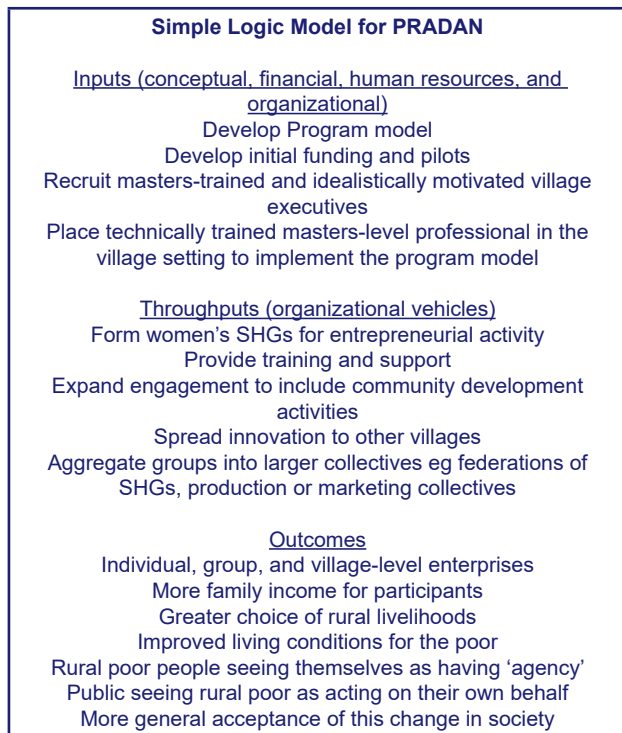 Simple Logic Model for PRADAN
Inputs (conceptual, financial, human resources, and
organizational)
Develop Program model
Develop initial funding and pilots
Recruit masters-trained and idealistically motivated village
executives
Place technically trained masters-level professional in the
village setting to implement the program model
Throughputs (organizational vehicles)
Form women's SHGs for entrepreneurial activity
Provide training and support
Expand engagement to include community development
activities
Spread innovation to other villages
Aggregate groups into larger collectives eg federations of
SHGs, production or marketing collectives
Outcomes
Individual, group, and village-level enterprises
More family income for participants
Greater choice of rural livelihoods
Improved living conditions for the poor
Rural poor people seeing themselves as having ‘agency’
Public seeing rural poor as acting on their own behalf
More general acceptance of this change in society